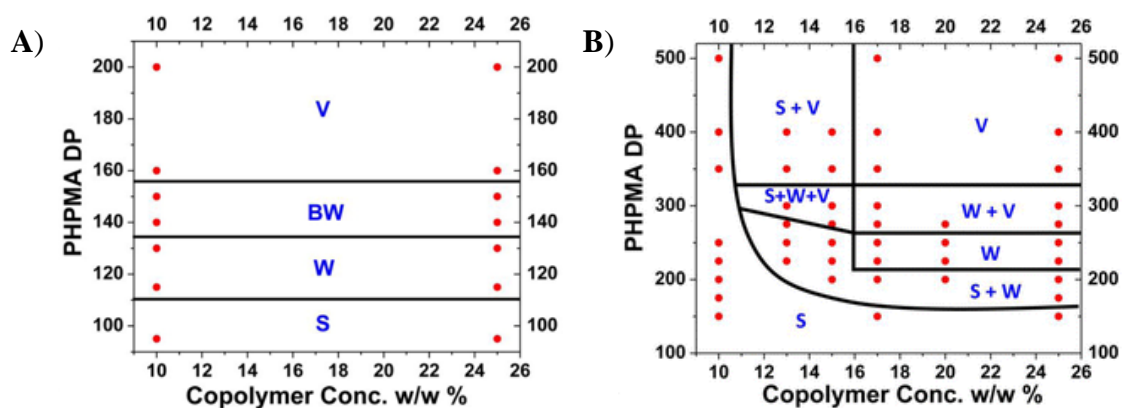 A)
10 12 14 16 18 20 22 24 26
200 200
180 180
V
160 160
PHPMA DP
140 BW 140
120 W 120
100 S 100
10 12 14 16 18 20 22 24 26
Copolymer Conc. w/w %
B)
10 12 14 16 18 20 22 24 26
500 500
S + V
400 V 400
PHPMA DP
300 S+W+V W + V 300
W
200 S + W 200
S
100 100
10 12 14 16 18 20 22 24 26
Copolymer Conc. w/w %